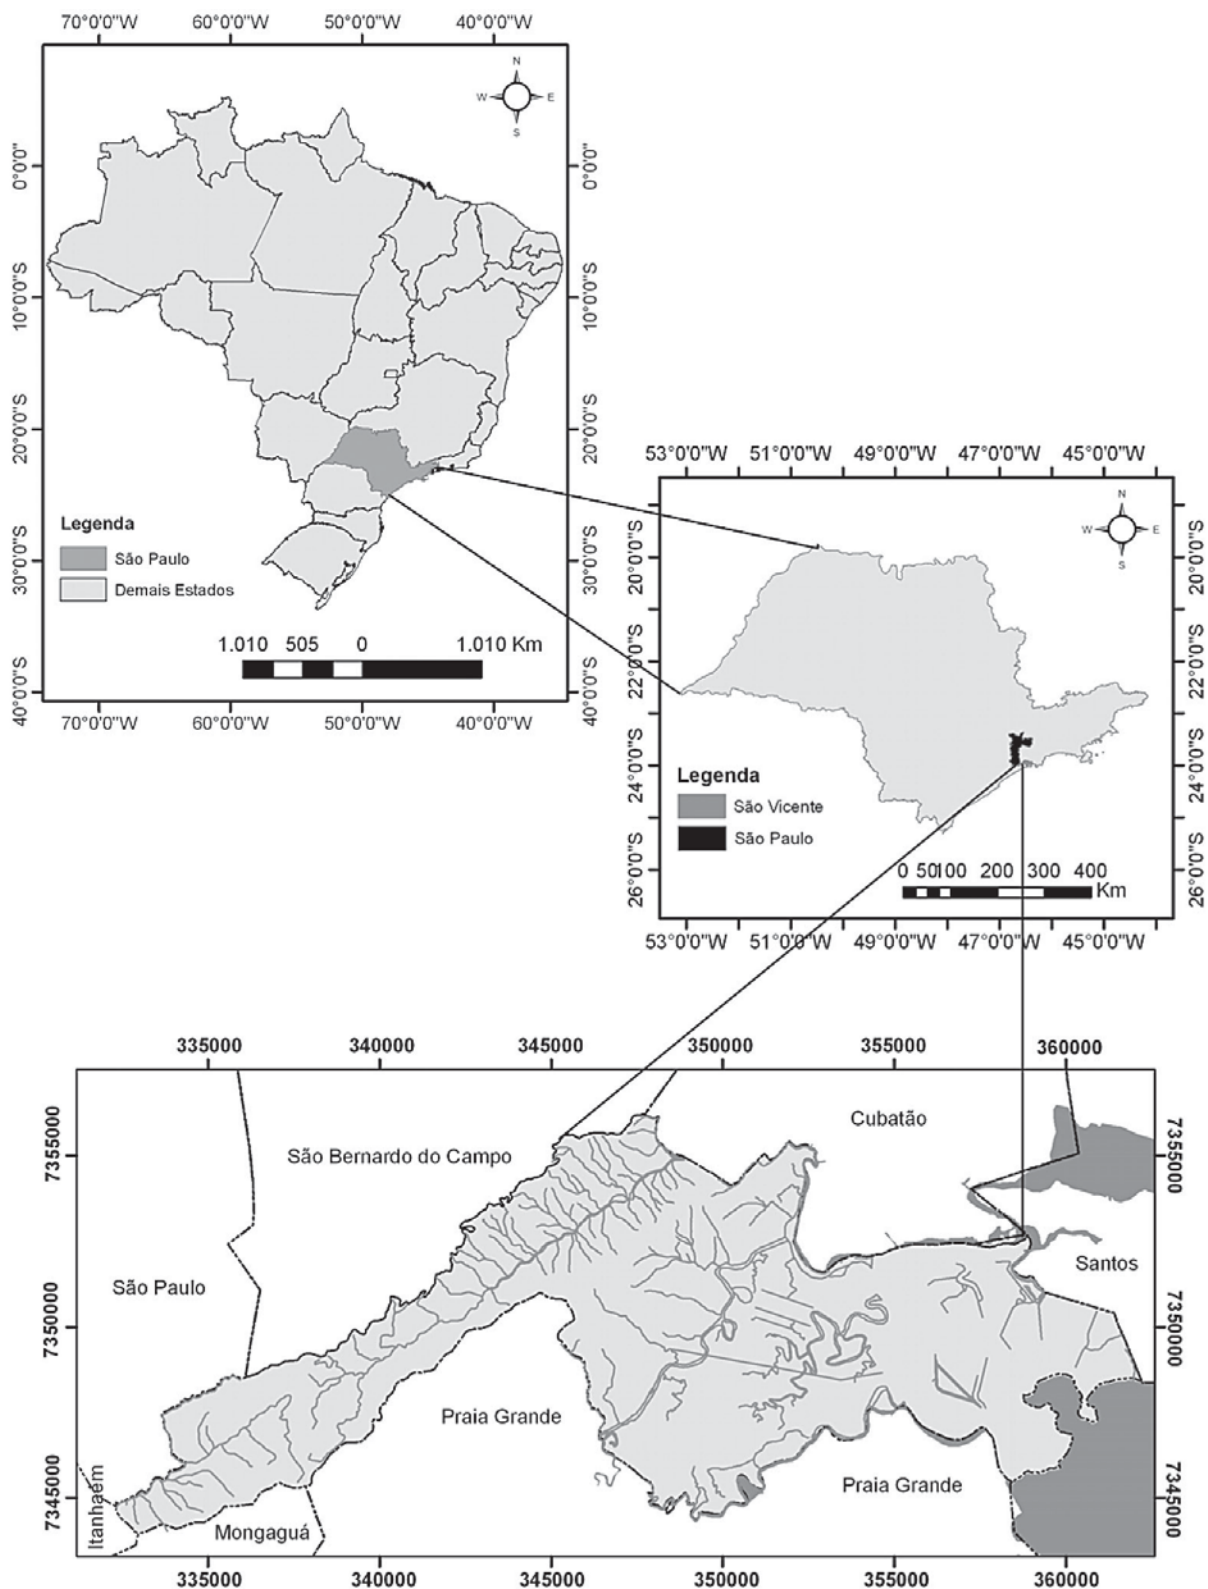 70°0'0"W 60°0'0"W 50°0'0"W 40°0'0"W
N
W E
S
0°0'0"
10°0'0"S
20°0'0"S
30°0'0"S
40°0'0"S
0°0'0"
10°0'0"S
20°0'0"S
30°0'0"S
40°0'0"S
Legenda
São Paulo
Demais Estados
1.010 505 0 1.010 Km
70°0'0"W 60°0'0"W 50°0'0"W 40°0'0"W
53°0'0"W 51°0'0"W 49°0'0"W 47°0'0"W 45°0'0"W
N
W E
S
20°0'0"S
22°0'0"S
24°0'0"S
26°0'0"S
20°0'0"S
22°0'0"S
24°0'0"S
26°0'0"S
Legenda
São Vicente
São Paulo
0 50 100 200 300 400
Km
53°0'0"W 51°0'0"W 49°0'0"W 47°0'0"W 45°0'0"W
335000 340000 345000 350000 355000 360000
7355000
7350000
7345000
7355000
7350000
7345000
Cubatão
São Bernardo do Campo
Santos
São Paulo
Praia Grande
Praia Grande
Itanhaém
Mongaguá
335000 340000 345000 350000 355000 360000